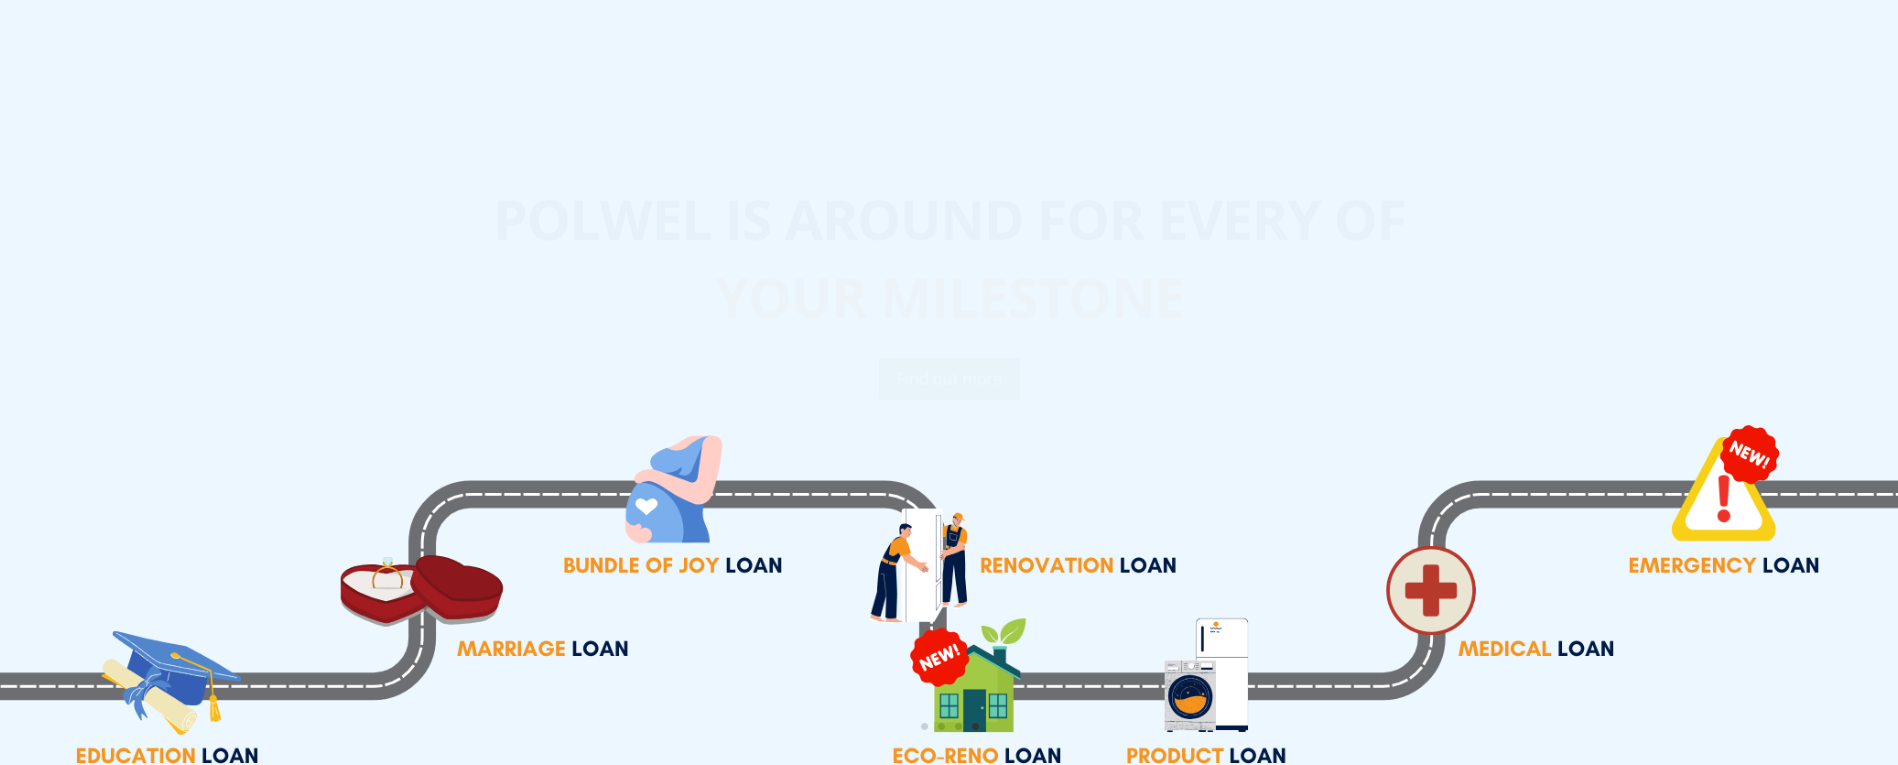 POLWEL IS AROUND FOR EVERY OF
YOUR MILESTONE
Find out more
NEW!
BUNDLE OF JOY LOAN
RENOVATION LOAN
EMERGENCY LOAN
MARRIAGE LOAN
NEW!
MEDICAL LOAN
EDUCATION LOAN
ECO-RENO LOAN
PRODUCT LOAN